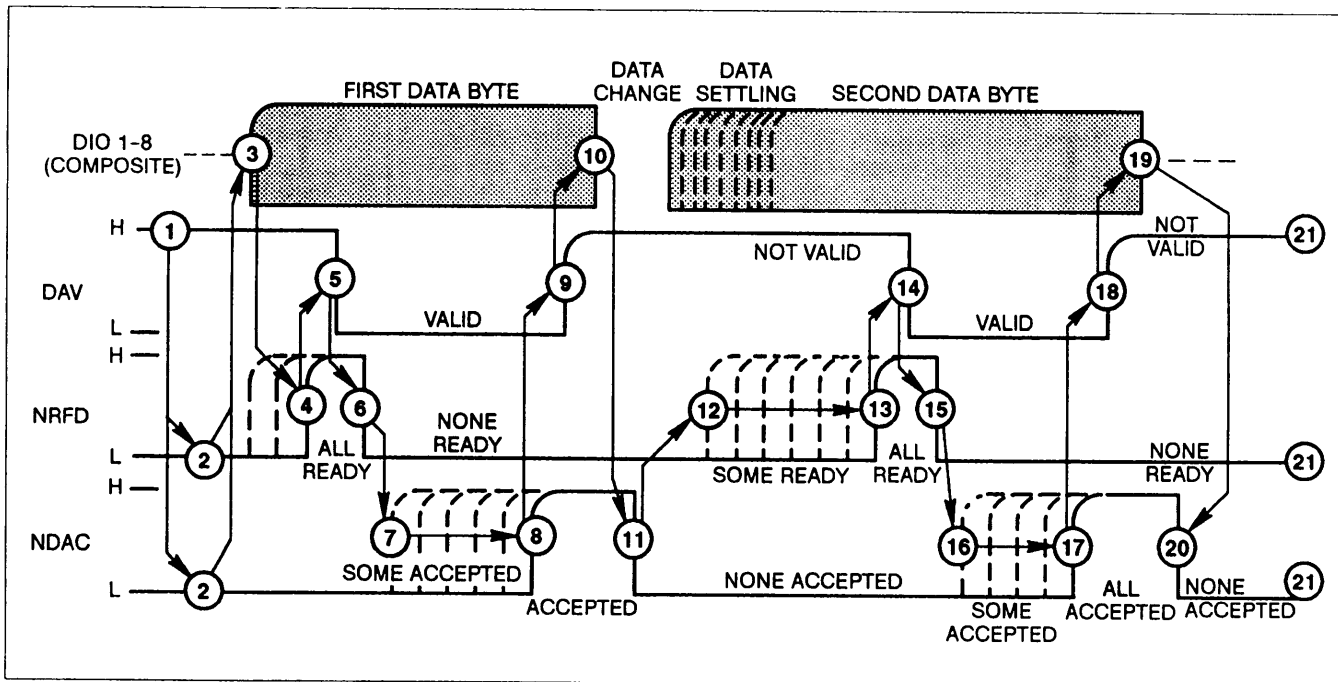 FIRST DATA BYTE
DATA
CHANGE
DATA
SETTLING
SECOND DATA BYTE
DIO 1-8
(COMPOSITE)
3
10
19
H
1
5
9
NOT VALID
14
18
NOT
VALID
21
DAV
L
VALID
VALID
H
NRFD
4
6
12
13
15
L
2
ALL
READY
NONE
READY
SOME READY
ALL
READY
NONE
READY
21
H
NDAC
7
8
11
16
17
20
SOME ACCEPTED
L
2
ACCEPTED
NONE ACCEPTED
SOME
ACCEPTED
ALL
ACCEPTED
NONE
ACCEPTED
21